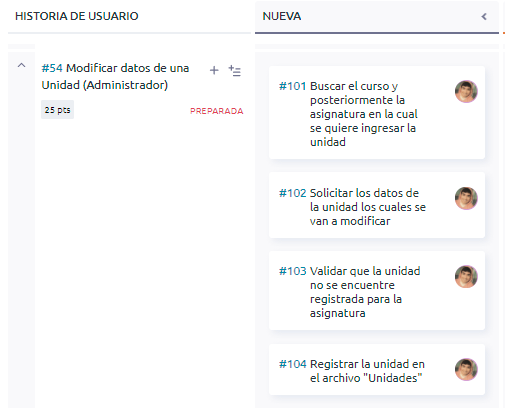 HISTORIA DE USUARIO
NUEVA
#54 Modificar datos de una
Unidad (Administrador)
25 pts
PREPARADA
#101 Buscar el curso y
posteriormente la
asignatura en la cual
se quiere ingresar la
unidad
#102 Solicitar los datos de
la unidad los cuales se
van a modificar
#103 Validar que la unidad
no se encuentre
registrada para la
asignatura
#104 Registrar la unidad en
el archivo "Unidades"